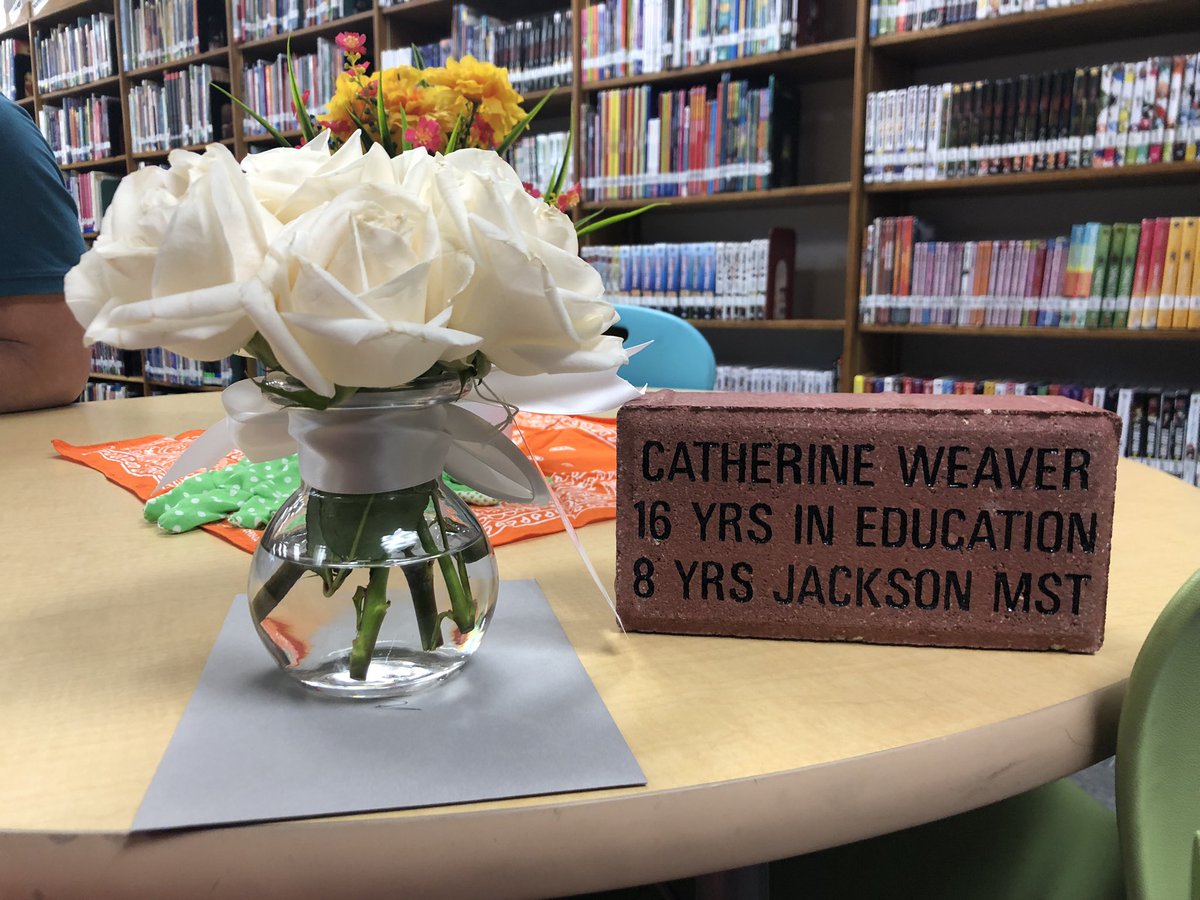 CATHERINE WEAVER
16 YRS IN EDUCATION
8 YRS JACKSON MST